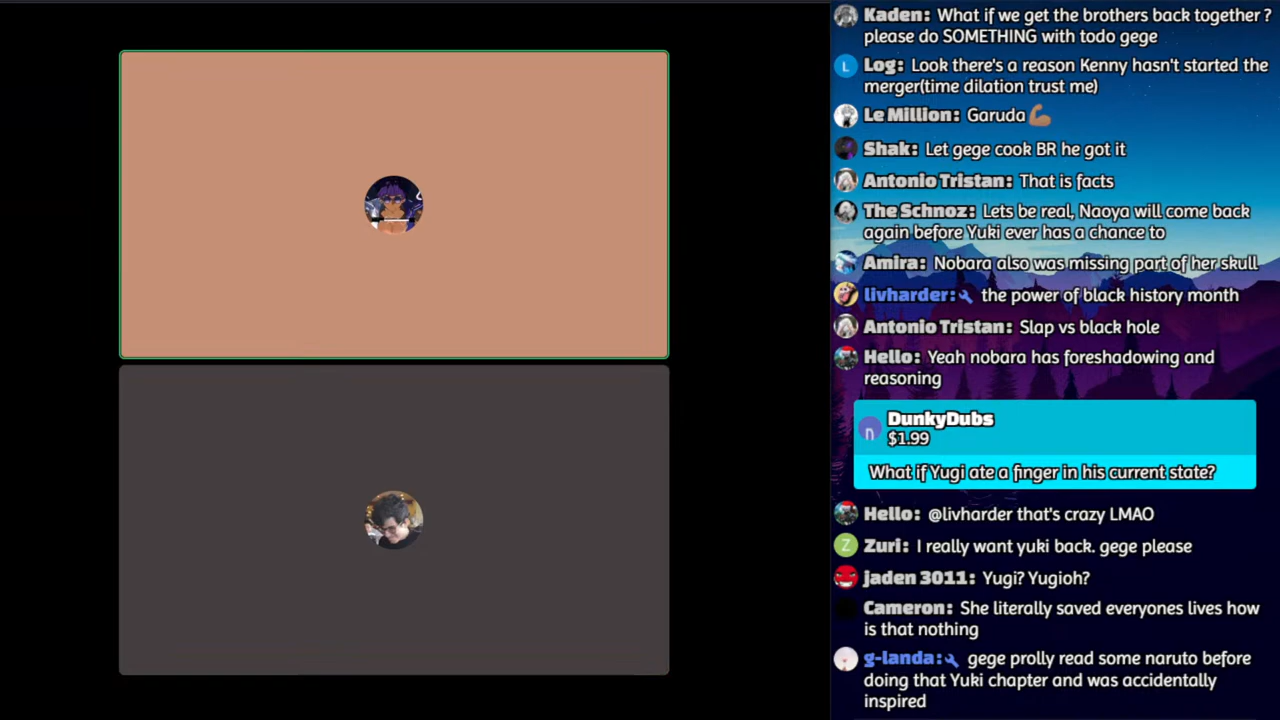 Kaden: What if we get the brothers back together ?
please do SOMETHING with todo gege
L Log: Look there's a reason Kenny hasn't started the
merger(time dilation trust me)
Le Million: Garuda💪🏽
Shak: Let gege cook BR he got it
Antonio Tristan: That is facts
The Schnoz: Lets be real, Naoya will come back
again before Yuki ever has a chance to
Amira: Nobara also was missing part of her skull
livharder: the power of black history month
Antonio Tristan: Slap vs black hole
Hello: Yeah nobara has foreshadowing and
reasoning
n DunkyDubs
$1.99
What if Yugi ate a finger in his current state?
Hello: @livharder that's crazy LMAO
Z Zuri: I really want yuki back. gege please
jaden 3011: Yugi? Yugioh?
Cameron: She literally saved everyones lives how
is that nothing
g-landa: gege prolly read some naruto before
doing that Yuki chapter and was accidentally
inspired